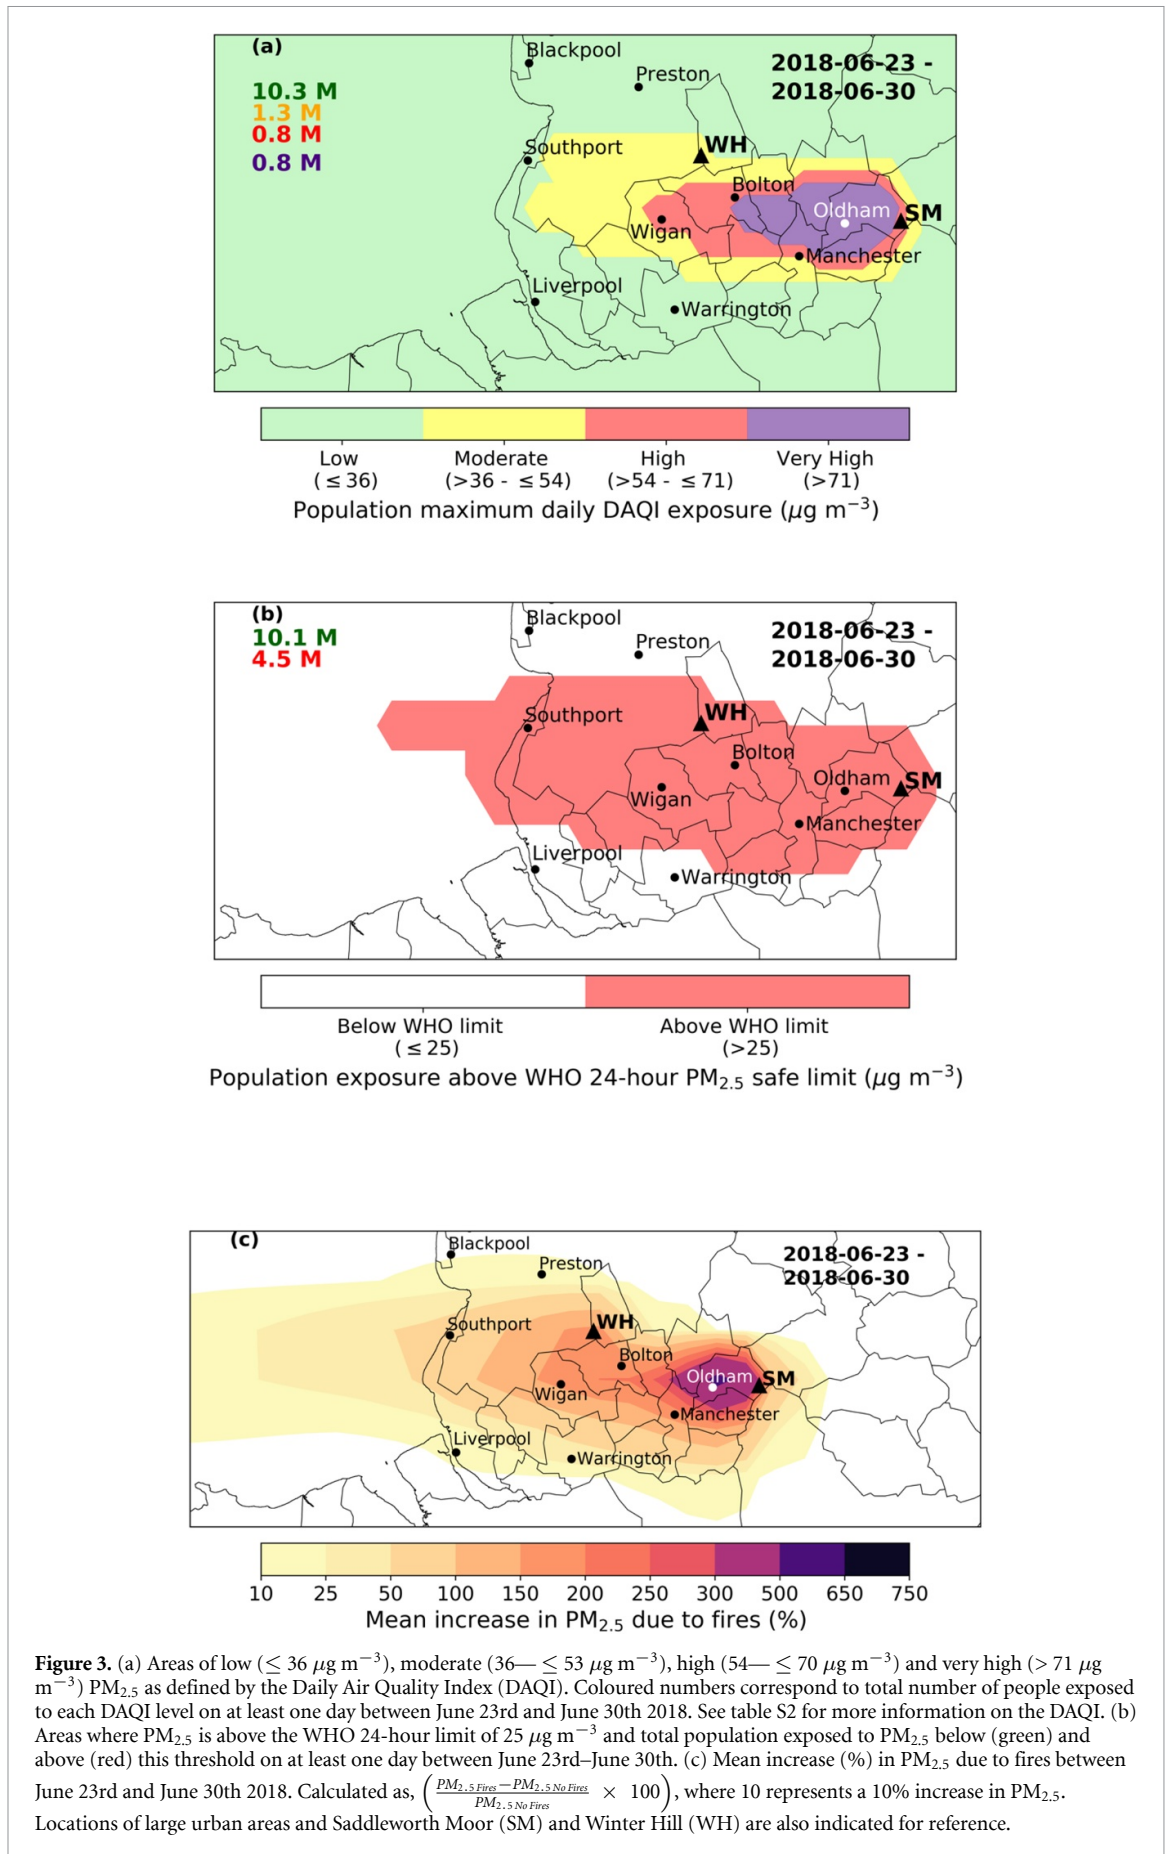 (a)
Blackpool
Preston
2018-06-23 -
2018-06-30
10.3 M
1.3 M
0.8 M
0.8 M
Southport
WH
Bolton
Oldham
SM
Wigan
Manchester
Liverpool
Warrington
Low
(≤36)
Moderate
(>36 - ≤54)
High
(>54 - ≤71)
Very High
(>71)
Population maximum daily DAQI exposure (μg m⁻³)
(b)
Blackpool
Preston
2018-06-23 -
2018-06-30
10.1 M
4.5 M
Southport
WH
Bolton
Oldham
SM
Wigan
Manchester
Liverpool
Warrington
Below WHO limit
(≤25)
Above WHO limit
(>25)
Population exposure above WHO 24-hour PM₂.₅ safe limit (μg m⁻³)
(c)
Blackpool
Preston
2018-06-23 -
2018-06-30
Southport
WH
Bolton
Oldham
SM
Wigan
Manchester
Liverpool
Warrington
10 25 50 100 150 200 250 300 500 650 750
Mean increase in PM₂.₅ due to fires (%)
Figure 3. (a) Areas of low (≤ 36 μg m⁻³), moderate (36— ≤ 53 μg m⁻³), high (54— ≤ 70 μg m⁻³) and very high (> 71 μg
m⁻³) PM₂.₅ as defined by the Daily Air Quality Index (DAQI). Coloured numbers correspond to total number of people exposed
to each DAQI level on at least one day between June 23rd and June 30th 2018. See table S2 for more information on the DAQI. (b)
Areas where PM₂.₅ is above the WHO 24-hour limit of 25 μg m⁻³ and total population exposed to PM₂.₅ below (green) and
above (red) this threshold on at least one day between June 23rd–June 30th. (c) Mean increase (%) in PM₂.₅ due to fires between
June 23rd and June 30th 2018. Calculated as, (PM₂.₅ Fires − PM₂.₅ No Fires / PM₂.₅ No Fires × 100), where 10 represents a 10% increase in PM₂.₅.
Locations of large urban areas and Saddleworth Moor (SM) and Winter Hill (WH) are also indicated for reference.